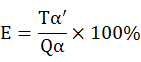 E = Tα′/Qα × 100%